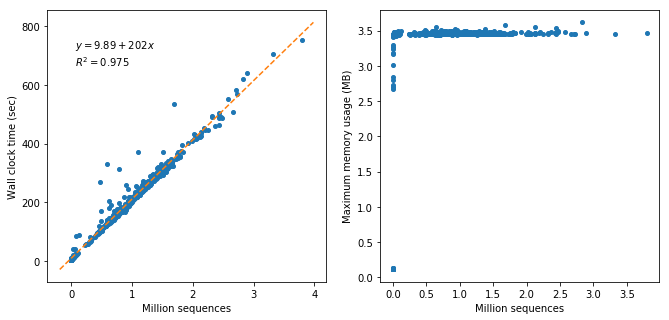 y = 9.89 + 202x
R² = 0.975
Wall clock time (sec)
800
600
400
200
0
0 1 2 3 4
Million sequences
Maximum memory usage (MB)
3.5
3.0
2.5
2.0
1.5
1.0
0.5
0.0
0.0 0.5 1.0 1.5 2.0 2.5 3.0 3.5
Million sequences